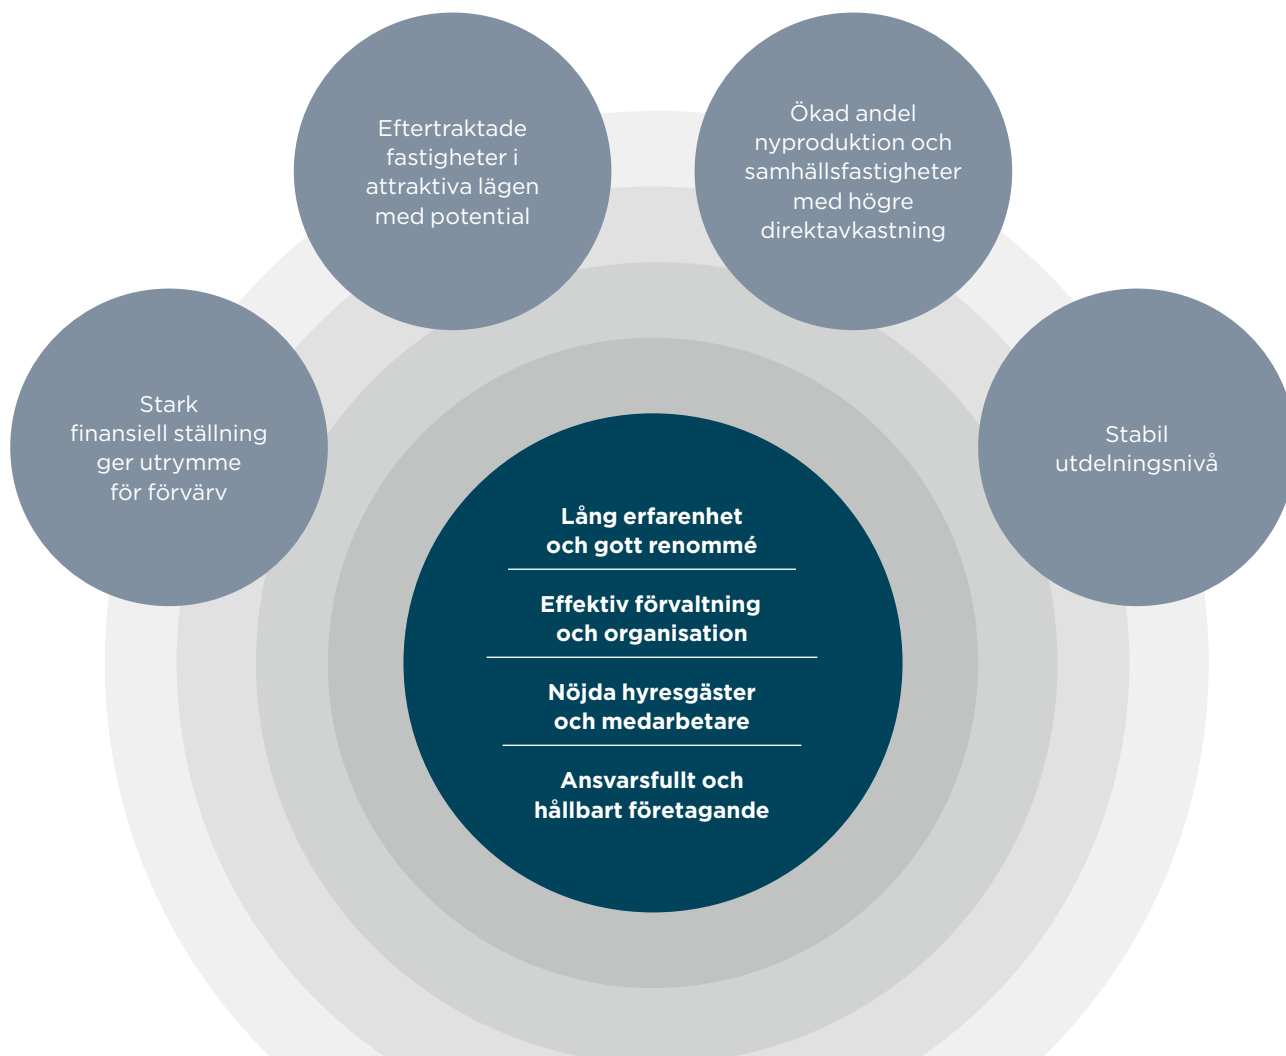 Eftertraktade
fastigheter i
attraktiva lägen
med potential
Ökad andel
nyproduktion och
samhällsfastigheter
med högre
direktavkastning
Stark
finansiell ställning
ger utrymme
för förvärv
Stabil
utdelningsnivå
Lång erfarenhet
och gott renommé
Effektiv förvaltning
och organisation
Nöjda hyresgäster
och medarbetare
Ansvarsfullt och
hållbart företagande